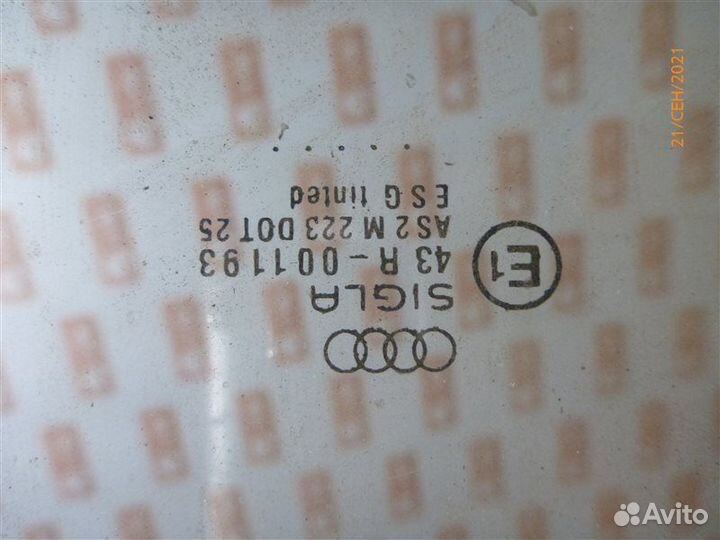 SIGLA
43 R - 001193
E1
AS2 M 223 DOT 25
ESG tinted
21/СЕН/2021
Avito